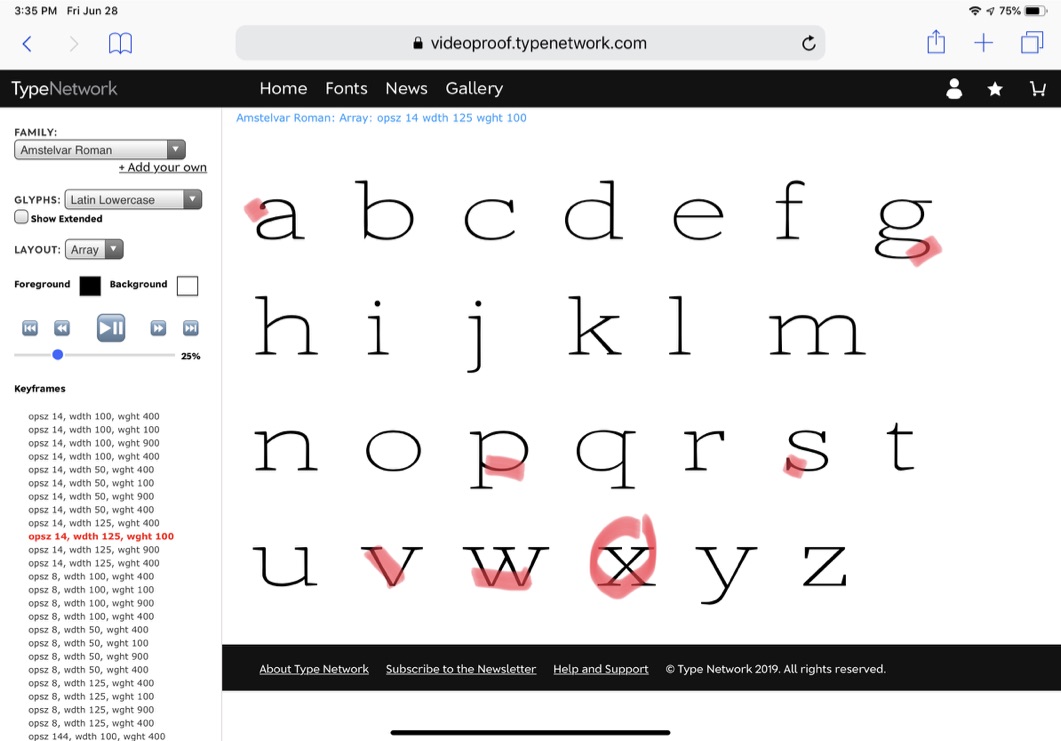 3:35 PM Fri Jun 28 75%
videoproof.typenetwork.com
TypeNetwork Home Fonts News Gallery
Amstelvar Roman: Array: opsz 14 wdth 125 wght 100
FAMILY:
Amstelvar Roman
+ Add your own
GLYPHS: Latin Lowercase
Show Extended
LAYOUT: Array
Foreground Background
25%
Keyframes
opsz 14, wdth 100, wght 400
opsz 14, wdth 100, wght 100
opsz 14, wdth 100, wght 900
opsz 14, wdth 100, wght 400
opsz 14, wdth 50, wght 400
opsz 14, wdth 50, wght 100
opsz 14, wdth 50, wght 900
opsz 14, wdth 50, wght 400
opsz 14, wdth 125, wght 400
opsz 14, wdth 125, wght 100
opsz 14, wdth 125, wght 900
opsz 14, wdth 125, wght 400
opsz 8, wdth 100, wght 400
opsz 8, wdth 100, wght 100
opsz 8, wdth 100, wght 900
opsz 8, wdth 100, wght 400
opsz 8, wdth 50, wght 400
opsz 8, wdth 50, wght 100
opsz 8, wdth 50, wght 900
opsz 8, wdth 50, wght 400
opsz 8, wdth 125, wght 400
opsz 8, wdth 125, wght 100
opsz 8, wdth 125, wght 900
opsz 8, wdth 125, wght 400
opsz 144, wdth 100, wght 400
a b c d e f g
h i j k l m
n o p q r s t
u v w x y z
About Type Network Subscribe to the Newsletter Help and Support © Type Network 2019. All rights reserved.